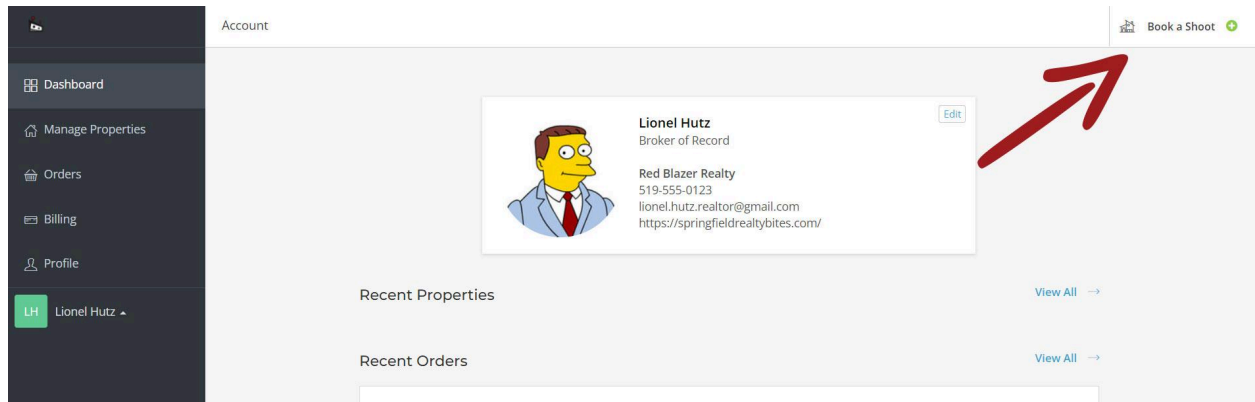 Account
Book a Shoot
Dashboard
Manage Properties
Orders
Billing
Profile
LH Lionel Hutz
Lionel Hutz
Edit
Broker of Record
Red Blazer Realty
519-555-0123
lionel.hutz.realtor@gmail.com
https://springfieldrealtybites.com/
Recent Properties
View All
Recent Orders
View All